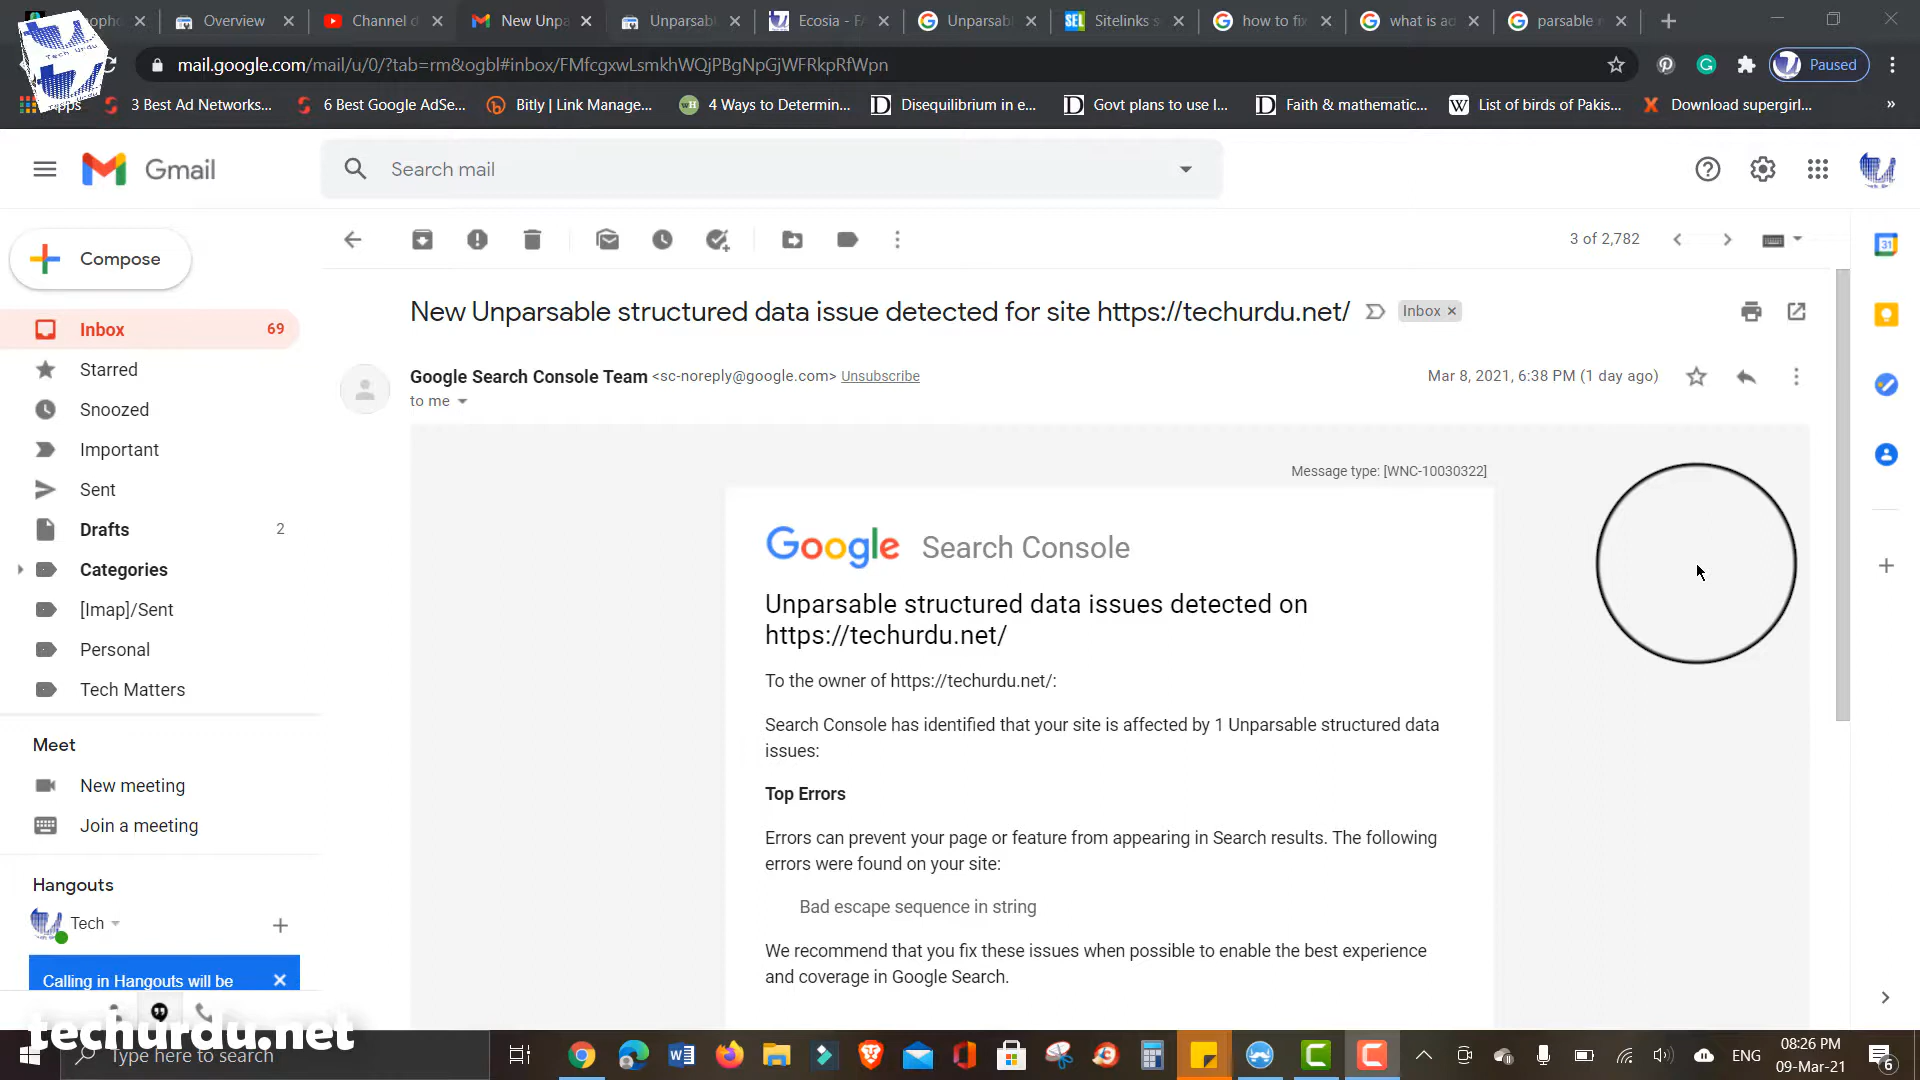 Overview
Channel d
New Unpa
Unparsabl
Ecosia - FA
Unparsabl
SEL
Sitelinks s
how to fix
what is ad
parsable r
Tech Urdu
mail.google.com/mail/u/0/?tab=rm&ogbl#inbox/FMfcgxwLsmkhWQjPBgNpGjWFRkpRfWpn
Paused
3 Best Ad Networks...
6 Best Google AdSe...
Bitly | Link Manage...
4 Ways to Determin...
Disequilibrium in e...
Govt plans to use I...
Faith & mathematic...
List of birds of Pakis...
Download supergirl...
Gmail
Search mail
Compose
3 of 2,782
31
Inbox 69
Starred
Snoozed
Important
Sent
Drafts 2
Categories
[Imap]/Sent
Personal
Tech Matters
Meet
New meeting
Join a meeting
Hangouts
Tech
Calling in Hangouts will be
New Unparsable structured data issue detected for site https://techurdu.net/
Inbox
Google Search Console Team <sc-noreply@google.com> Unsubscribe
Mar 8, 2021, 6:38 PM (1 day ago)
to me
Message type: [WNC-10030322]
Google Search Console
Unparsable structured data issues detected on
https://techurdu.net/
To the owner of https://techurdu.net/:
Search Console has identified that your site is affected by 1 Unparsable structured data
issues:
Top Errors
Errors can prevent your page or feature from appearing in Search results. The following
errors were found on your site:
Bad escape sequence in string
We recommend that you fix these issues when possible to enable the best experience
and coverage in Google Search.
techurdu.net
Type here to search
ENG
08:26 PM
09-Mar-21
6